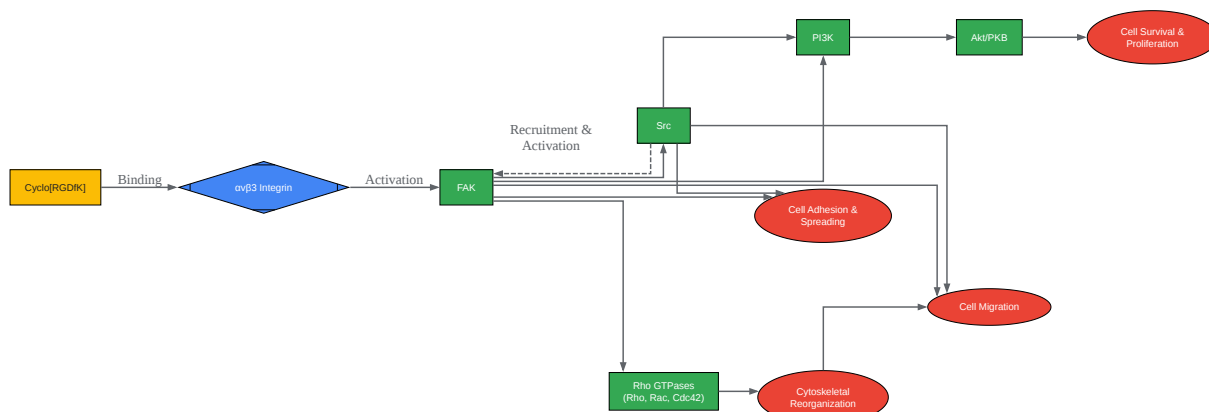 Cell Survival &
Proliferation
PI3K
Akt/PKB
Src
Recruitment &
Activation
Cyclo[RGDfK]
Binding
αvβ3 Integrin
Activation
FAK
Cell Adhesion &
Spreading
Cell Migration
Rho GTPases
(Rho, Rac, Cdc42)
Cytoskeletal
Reorganization